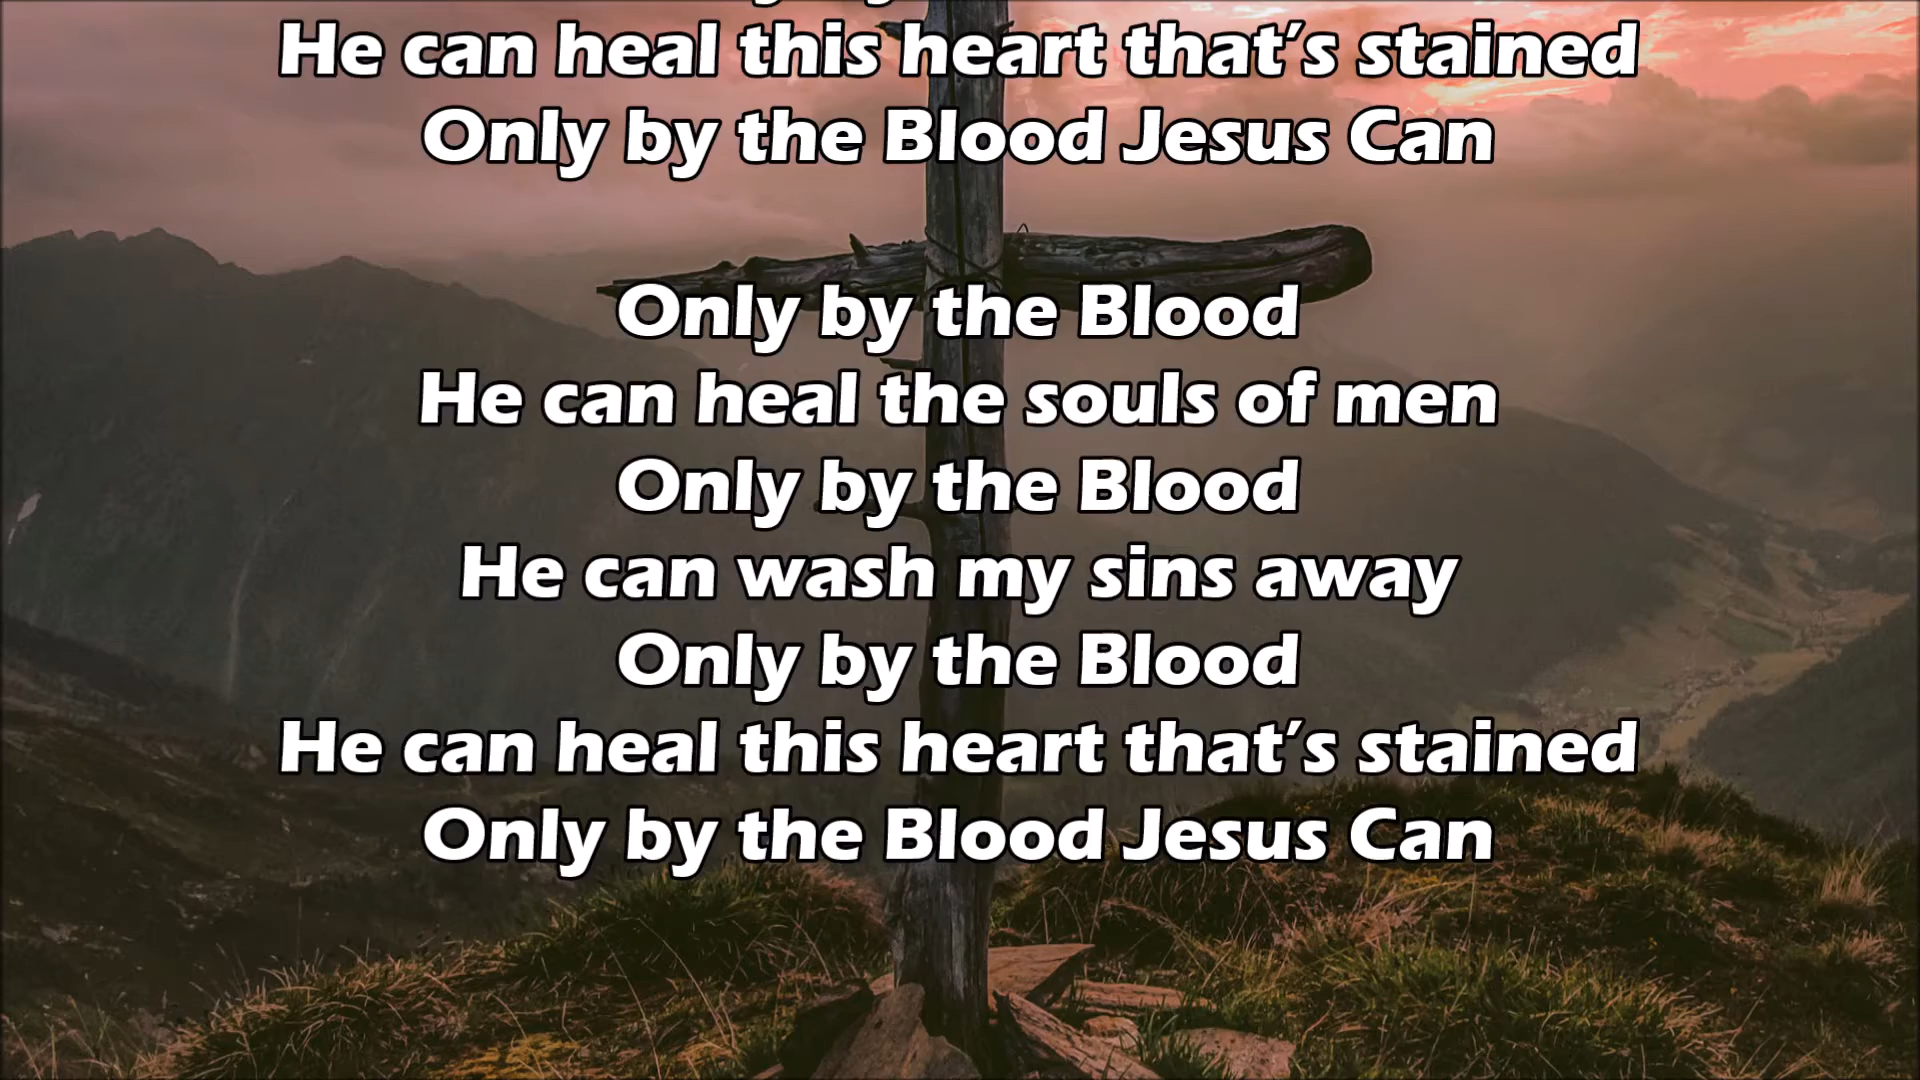 He can heal this heart that's stained
Only by the Blood Jesus Can
Only by the Blood
He can heal the souls of men
Only by the Blood
He can wash my sins away
Only by the Blood
He can heal this heart that's stained
Only by the Blood Jesus Can